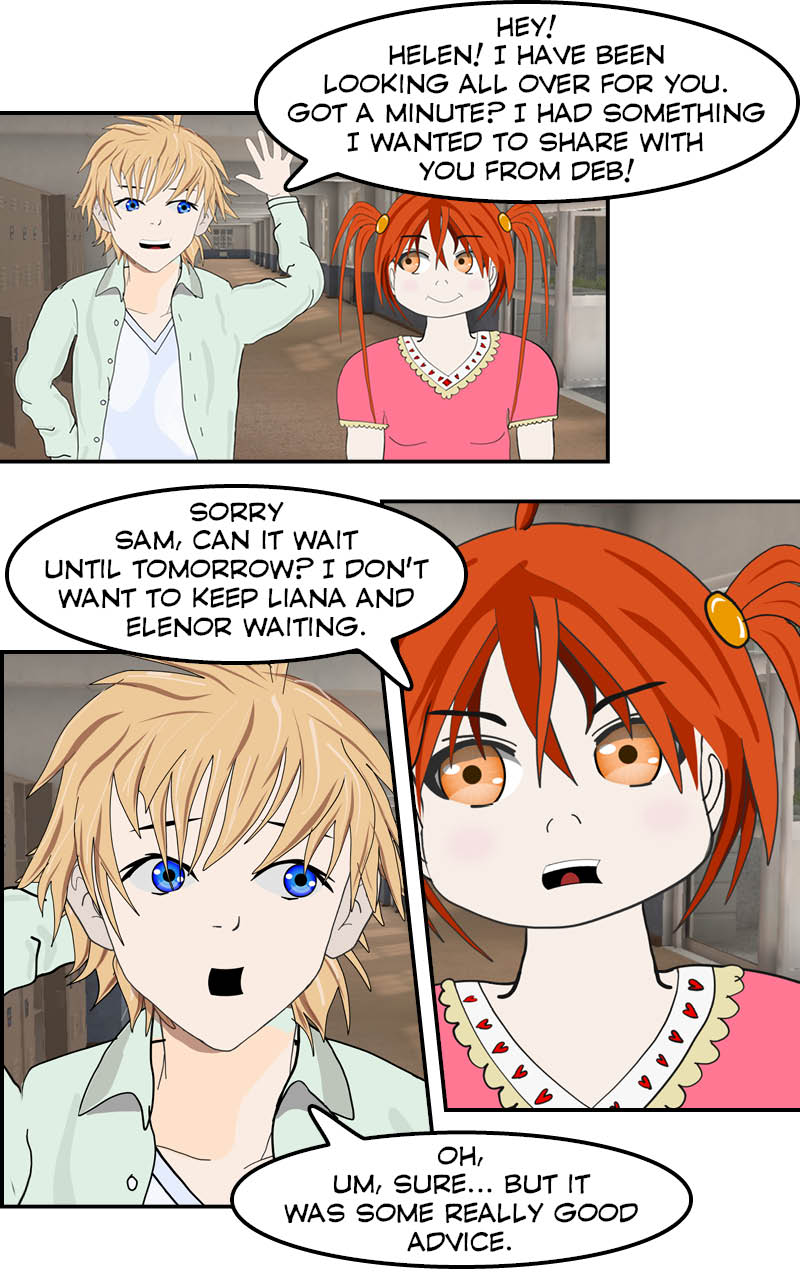 HEY!
HELEN! I HAVE BEEN
LOOKING ALL OVER FOR YOU.
GOT A MINUTE? I HAD SOMETHING
I WANTED TO SHARE WITH
YOU FROM DEB!
SORRY
SAM, CAN IT WAIT
UNTIL TOMORROW? I DON'T
WANT TO KEEP LIANA AND
ELENOR WAITING.
OH,
UM, SURE... BUT IT
WAS SOME REALLY GOOD
ADVICE.